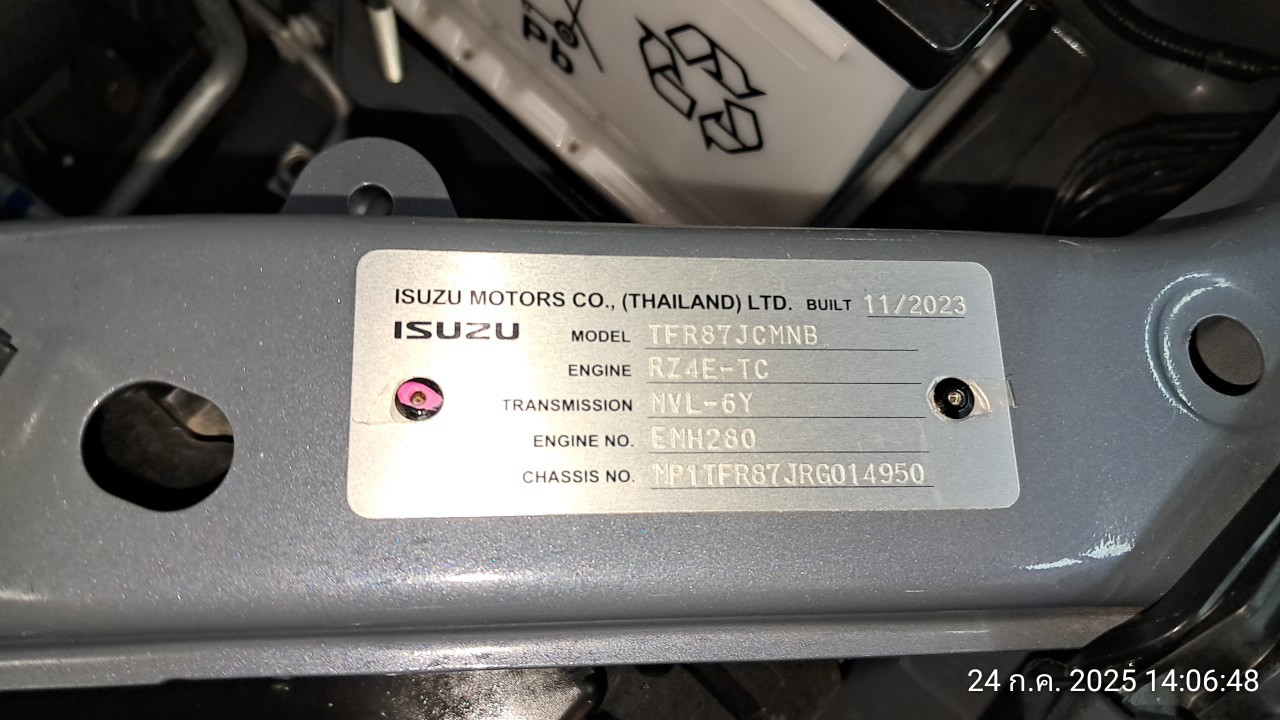 Pb
ISUZU MOTORS CO., (THAILAND) LTD. BUILT 11/2023
ISUZU MODEL TFR87JCMNB
ENGINE RZ4E-TC
TRANSMISSION MVL-6Y
ENGINE NO. EMH280
CHASSIS NO. MP1TFR87JRG014950
24 ก.ค. 2025 14:06:48